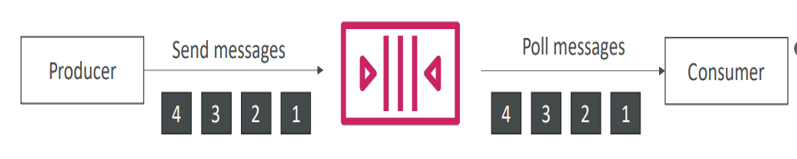 Producer
Send messages
4 3 2 1
Poll messages
4 3 2 1
Consumer